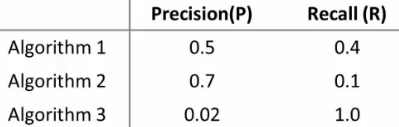 Precision(P) Recall (R)
Algorithm 1 0.5 0.4
Algorithm 2 0.7 0.1
Algorithm 3 0.02 1.0